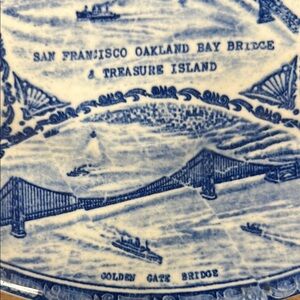 SAN FRANCISCO OAKLAND BAY BRIDGE
& TREASURE ISLAND
GOLDEN GATE BRIDGE